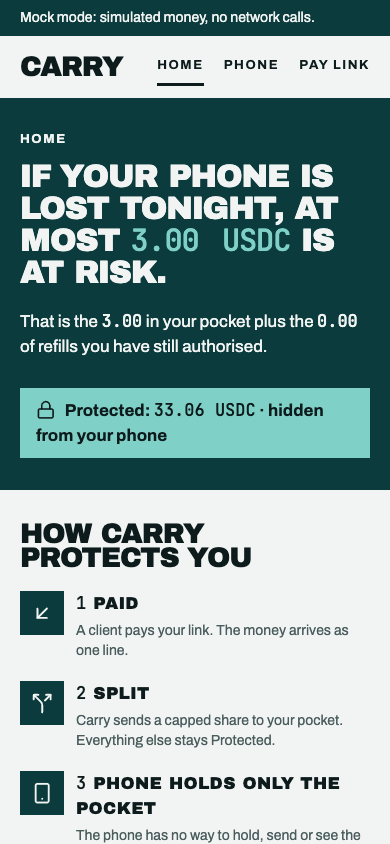 Mock mode: simulated money, no network calls.
CARRY
HOME PHONE PAY LINK
HOME
IF YOUR PHONE IS
LOST TONIGHT, AT
MOST 3.00 USDC IS
AT RISK.
That is the 3.00 in your pocket plus the 0.00
of refills you have still authorised.
Protected: 33.06 USDC · hidden
from your phone
HOW CARRY
PROTECTS YOU
1 PAID
A client pays your link. The money arrives as
one line.
2 SPLIT
Carry sends a capped share to your pocket.
Everything else stays Protected.
3 PHONE HOLDS ONLY THE
POCKET
The phone has no way to hold, send or see the